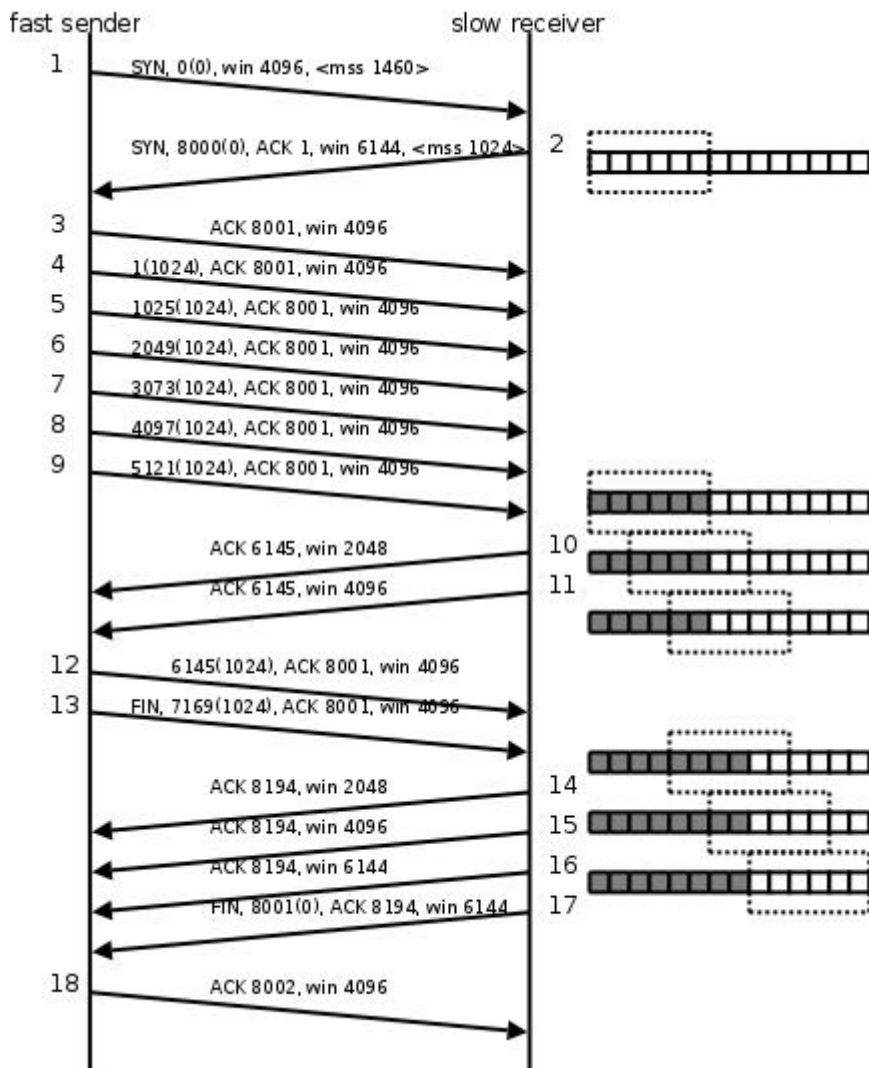 fast sender slow receiver
1 SYN, 0(0), win 4096, <mss 1460>
SYN, 8000(0), ACK 1, win 6144, <mss 1024> 2
3 ACK 8001, win 4096
4 1(1024), ACK 8001, win 4096
5 1025(1024), ACK 8001, win 4096
6 2049(1024), ACK 8001, win 4096
7 3073(1024), ACK 8001, win 4096
8 4097(1024), ACK 8001, win 4096
9 5121(1024), ACK 8001, win 4096
ACK 6145, win 2048 10
ACK 6145, win 4096 11
12 6145(1024), ACK 8001, win 4096
13 FIN, 7169(1024), ACK 8001, win 4096
ACK 8194, win 2048 14
ACK 8194, win 4096 15
ACK 8194, win 6144 16
FIN, 8001(0), ACK 8194, win 6144 17
18 ACK 8002, win 4096